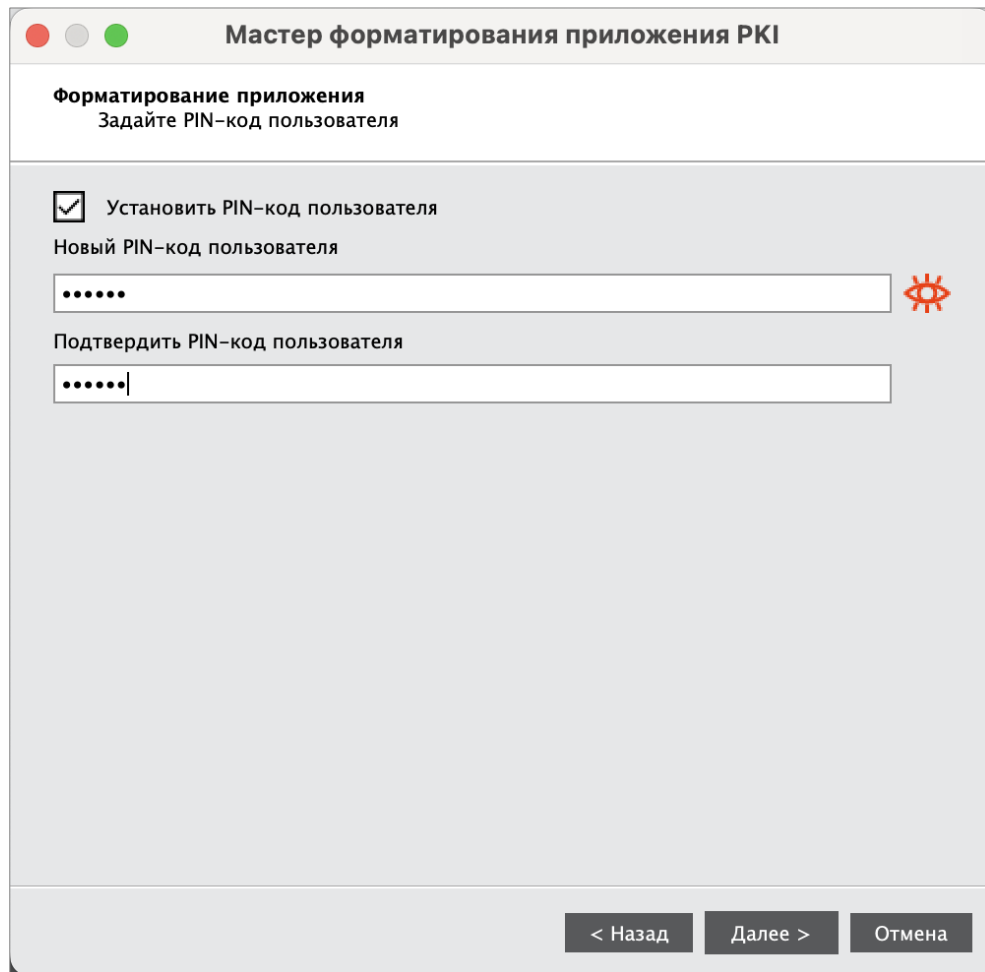 Мастер форматирования приложения PKI
Форматирование приложения
Задайте PIN-код пользователя
Установить PIN-код пользователя
Новый PIN-код пользователя
••••••
Подтвердить PIN-код пользователя
••••••
< Назад
Далее >
Отмена